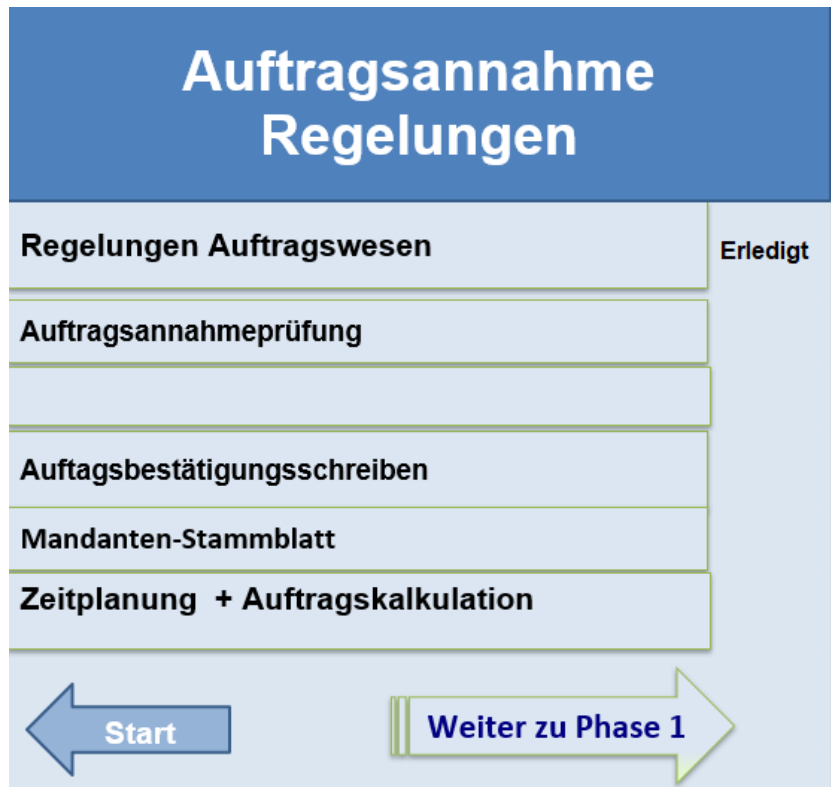 Auftragsannahme
Regelungen
Regelungen Auftragswesen
Erledigt
Auftragsannahmeprüfung
Auftagsbestätigungsschreiben
Mandanten-Stammblatt
Zeitplanung + Auftragskalkulation
Start
Weiter zu Phase 1